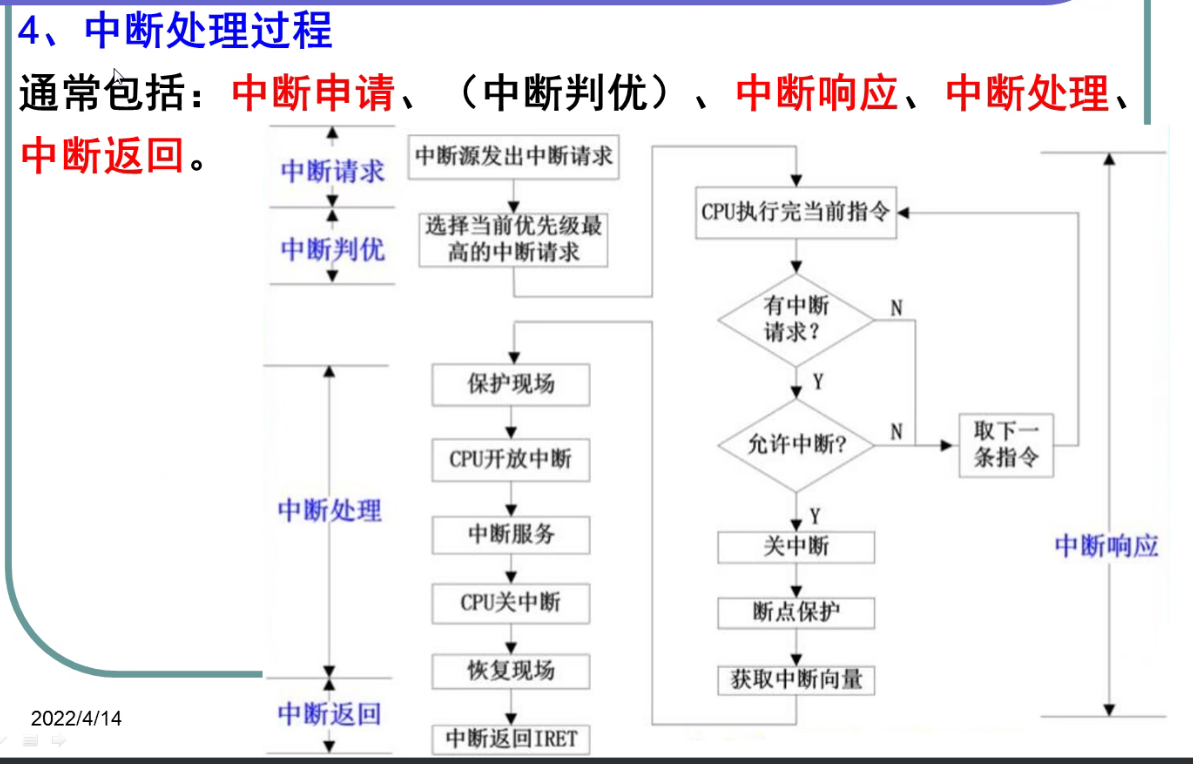 4、中断处理过程
通常包括：中断申请、（中断判优）、中断响应、中断处理、
中断返回。
中断请求
中断源发出中断请求
中断判优
选择当前优先级最
高的中断请求
CPU执行完当前指令
有中断
请求?
N
Y
允许中断?
N
取下一
条指令
Y
关中断
断点保护
获取中断向量
中断响应
保护现场
CPU开放中断
中断处理
中断服务
CPU关中断
恢复现场
中断返回
中断返回IRET
2022/4/14